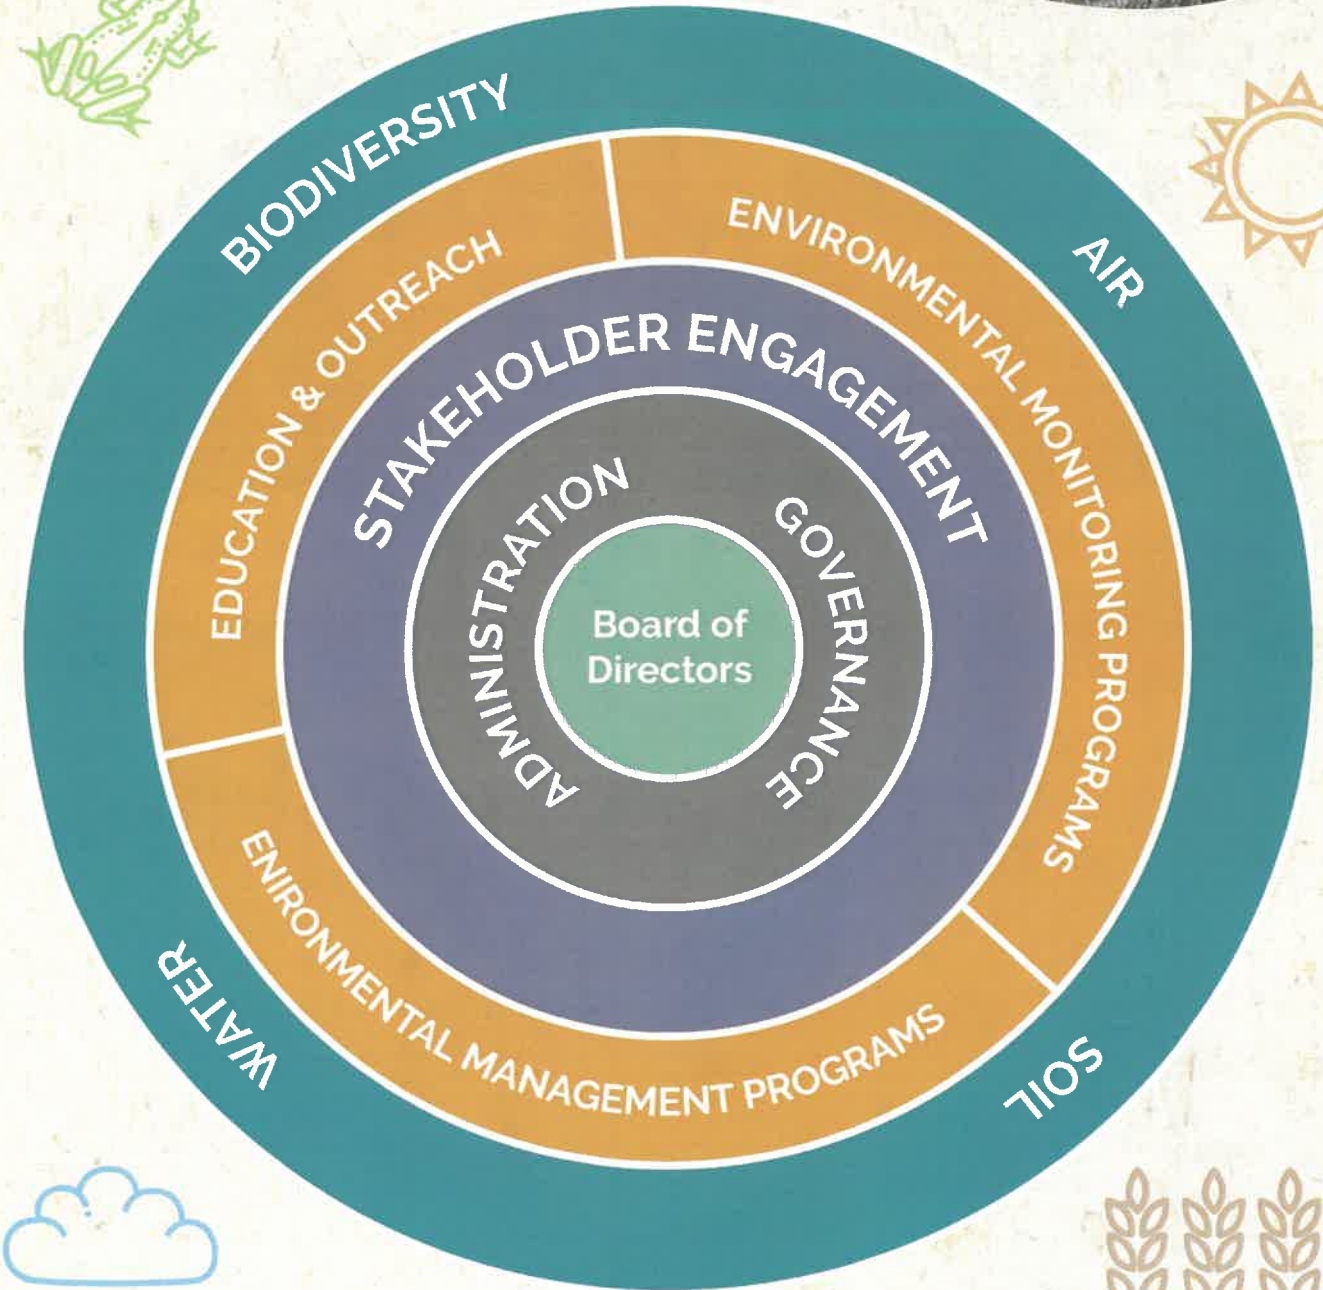 BIODIVERSITY
AIR
EDUCATION & OUTREACH
ENVIRONMENTAL MONITORING PROGRAMS
STAKEHOLDER ENGAGEMENT
ADMINISTRATION
GOVERNANCE
Board of
Directors
ENIRONMENTAL MANAGEMENT PROGRAMS
WATER
SOIL